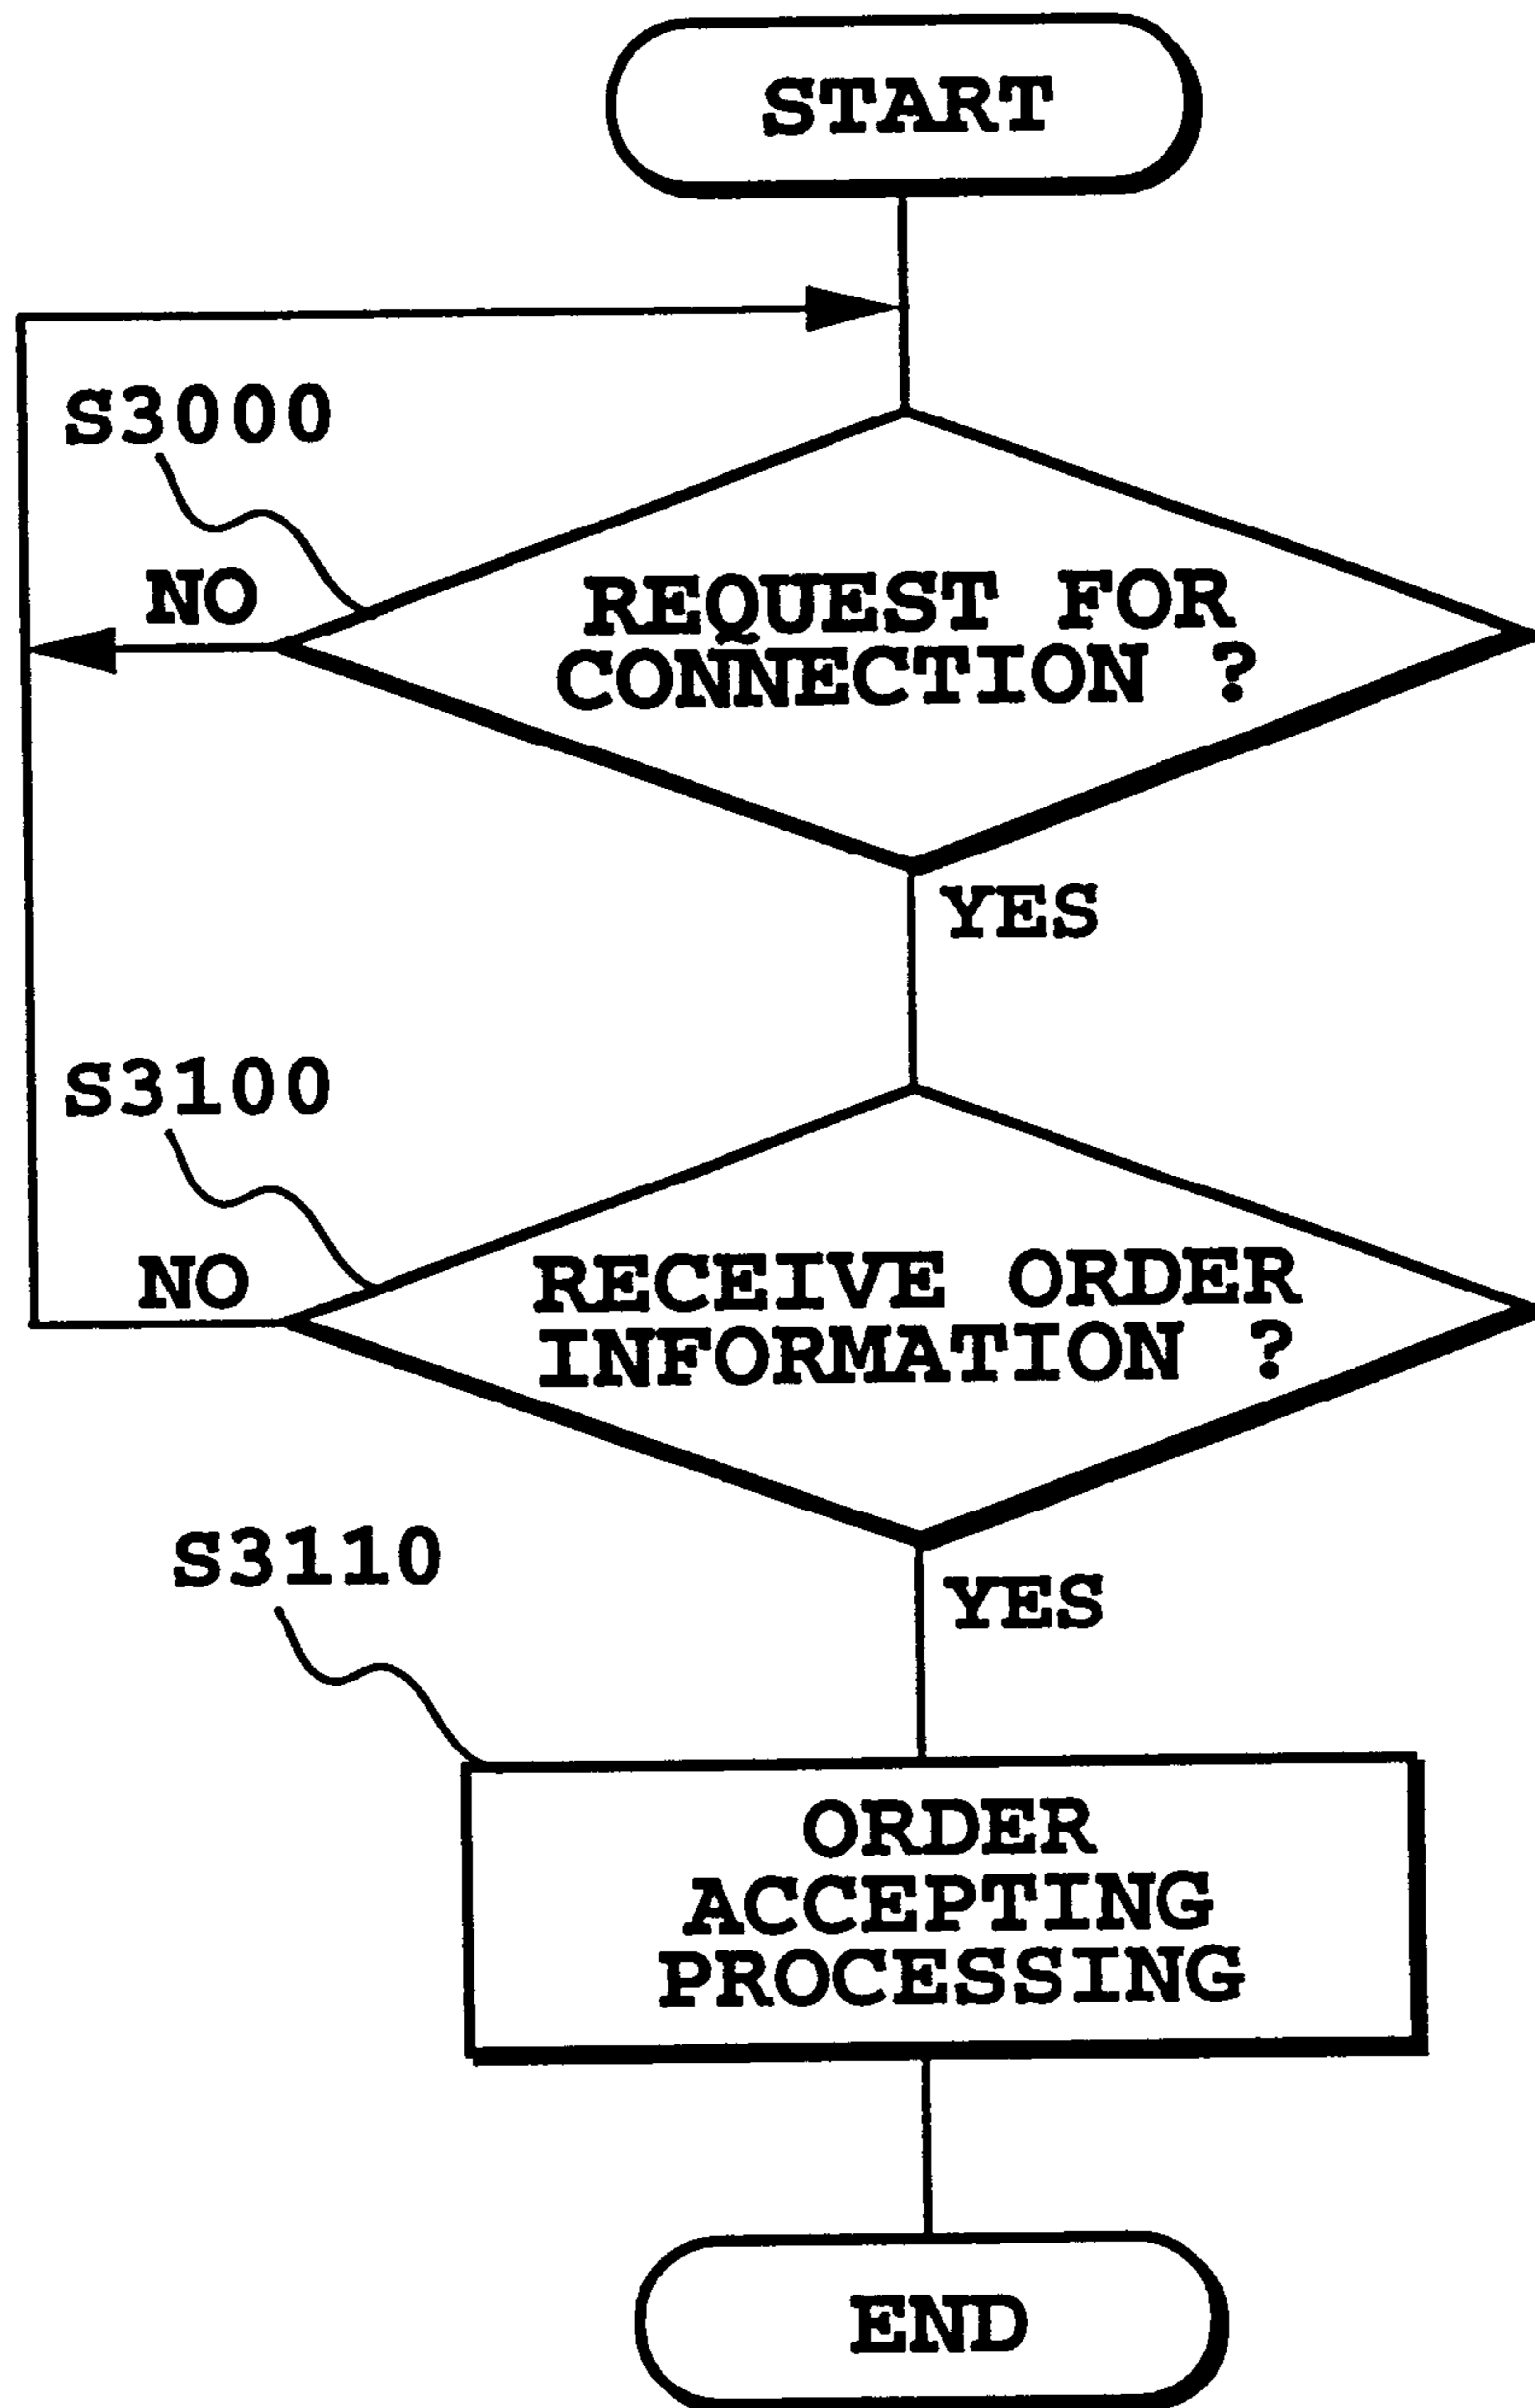 START
S3000
NO
REQUEST FOR
CONNECTION ?
YES
S3100
NO
RECEIVE ORDER
INFORMATION ?
S3110
YES
ORDER
ACCEPTING
PROCESSING
END